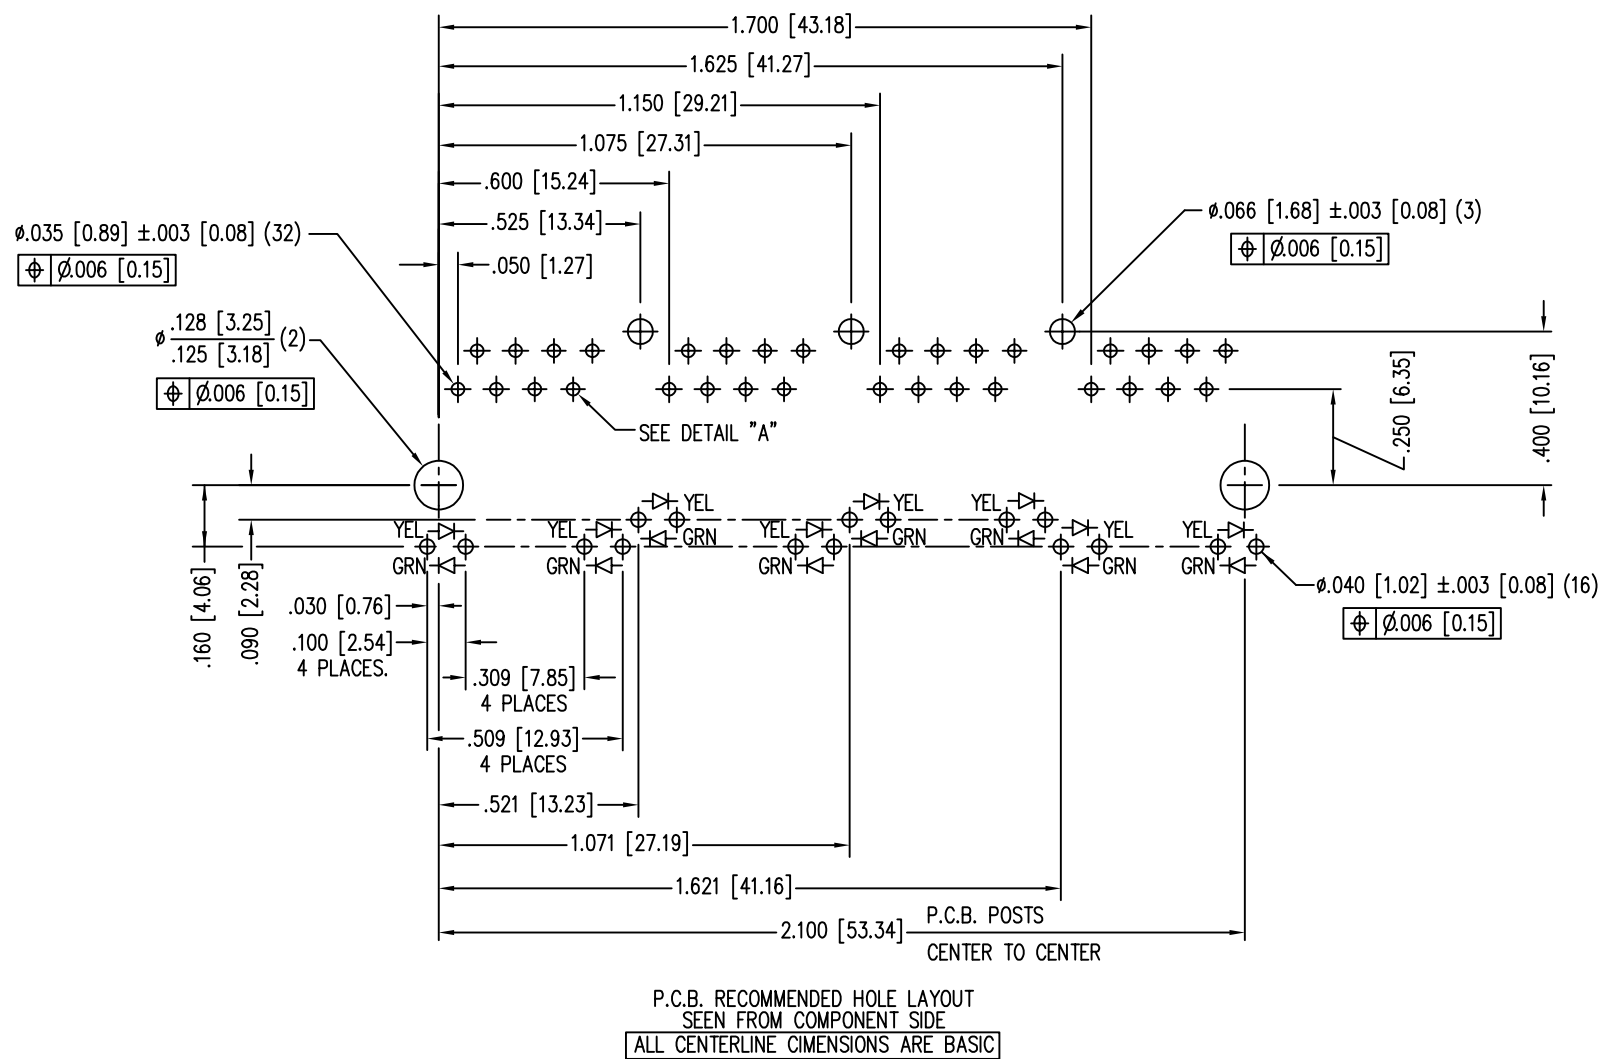 1.700 [43.18]
1.625 [41.27]
1.150 [29.21]
1.075 [27.31]
.600 [15.24]
.525 [13.34]
.050 [1.27]
⌀.035 [0.89] ±.003 [0.08] (32)
⌖ ⌀.006 [0.15]
⌀.066 [1.68] ±.003 [0.08] (3)
⌖ ⌀.006 [0.15]
⌀ .128 [3.25]
.125 [3.18] (2)
⌖ ⌀.006 [0.15]
SEE DETAIL "A"
.250 [6.35]
.400 [10.16]
YEL YEL YEL
YEL YEL YEL YEL YEL
GRN GRN GRN
GRN GRN GRN GRN GRN
.160 [4.06]
.090 [2.28]
⌀.040 [1.02] ±.003 [0.08] (16)
⌖ ⌀.006 [0.15]
.030 [0.76]
.100 [2.54]
4 PLACES.
.309 [7.85]
4 PLACES
.509 [12.93]
4 PLACES
.521 [13.23]
1.071 [27.19]
1.621 [41.16]
2.100 [53.34]
P.C.B. POSTS
CENTER TO CENTER
P.C.B. RECOMMENDED HOLE LAYOUT
SEEN FROM COMPONENT SIDE
ALL CENTERLINE CIMENSIONS ARE BASIC